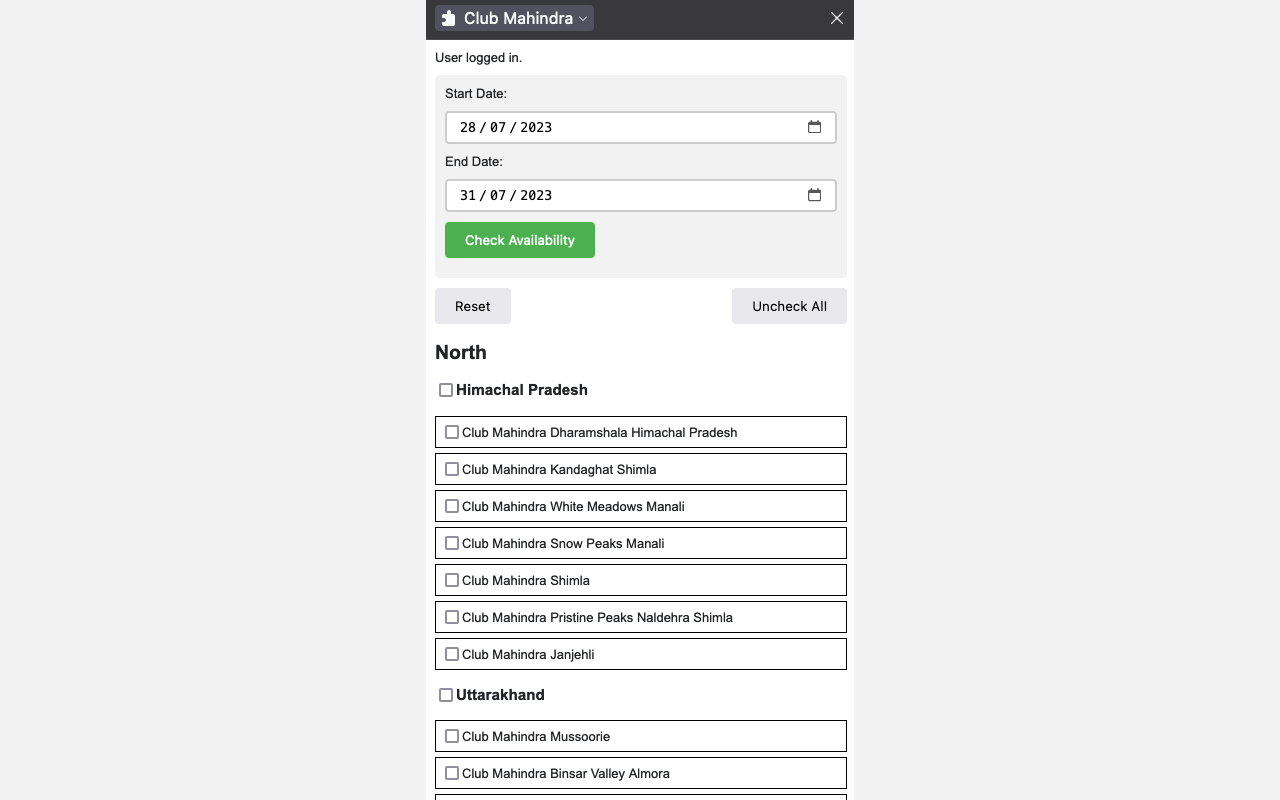 Club Mahindra
User logged in.
Start Date:
28/07/2023
End Date:
31/07/2023
Check Availability
Reset
Uncheck All
North
Himachal Pradesh
Club Mahindra Dharamshala Himachal Pradesh
Club Mahindra Kandaghat Shimla
Club Mahindra White Meadows Manali
Club Mahindra Snow Peaks Manali
Club Mahindra Shimla
Club Mahindra Pristine Peaks Naldehra Shimla
Club Mahindra Janjehli
Uttarakhand
Club Mahindra Mussoorie
Club Mahindra Binsar Valley Almora